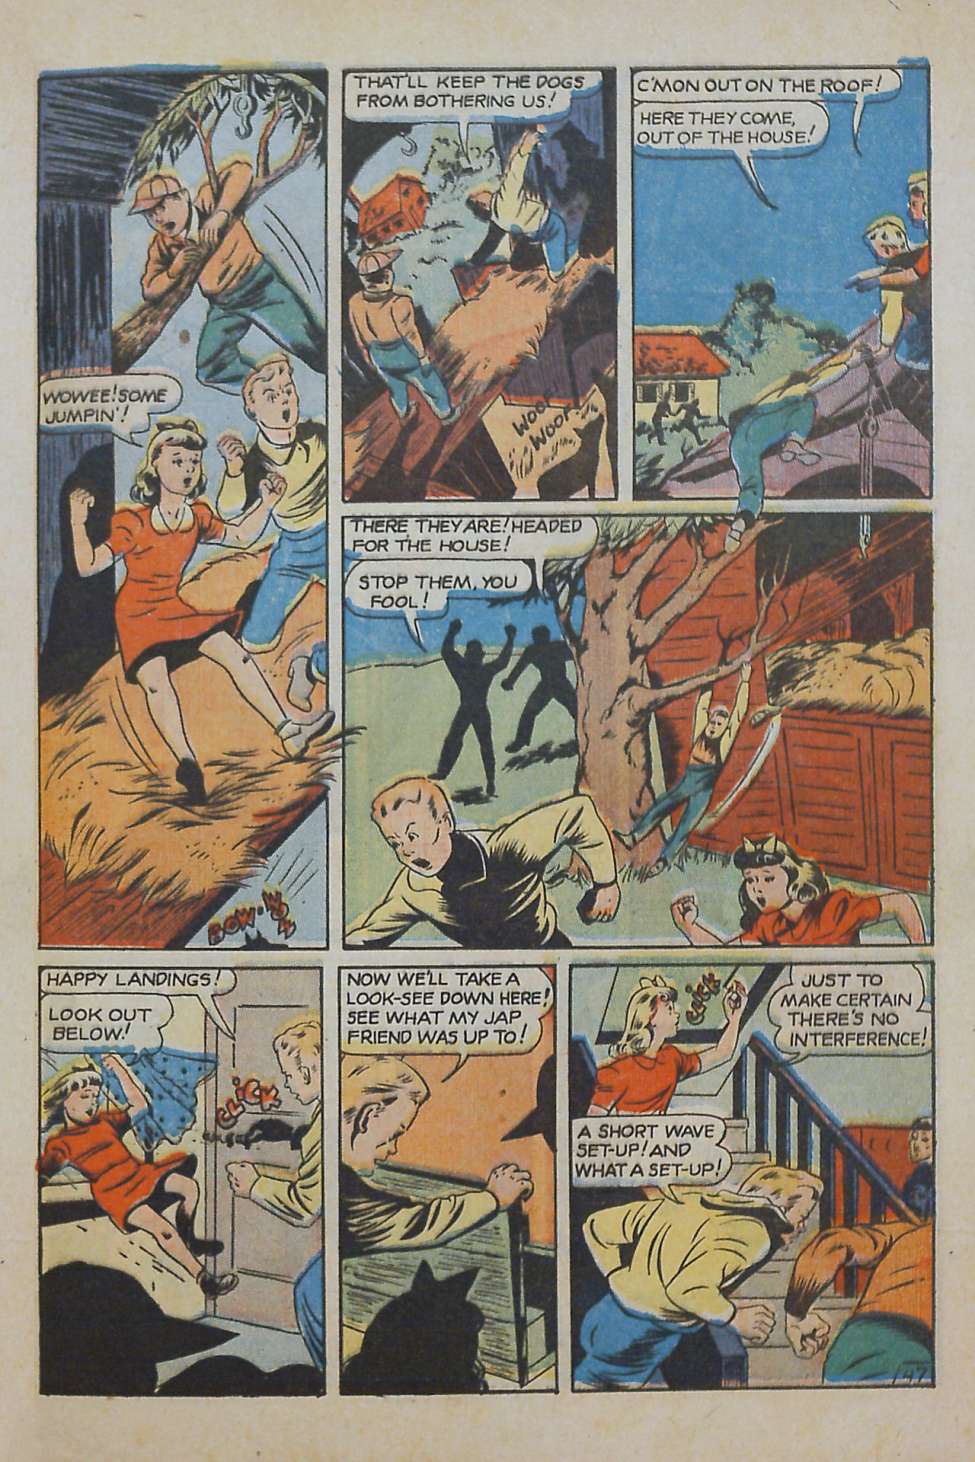 WOWEE! SOME
JUMPIN'!
BOW-WOW
THAT'LL KEEP THE DOGS
FROM BOTHERING US!
WOOF
WOOF
C'MON OUT ON THE ROOF!
HERE THEY COME,
OUT OF THE HOUSE!
THERE THEY ARE! HEADED
FOR THE HOUSE!
STOP THEM, YOU
FOOL!
HAPPY LANDINGS!
LOOK OUT
BELOW!
CLICK
NOW WE'LL TAKE A
LOOK-SEE DOWN HERE!
SEE WHAT MY JAP
FRIEND WAS UP TO!
CLICK
JUST TO
MAKE CERTAIN
THERE'S NO
INTERFERENCE!
A SHORT WAVE
SET-UP! AND
WHAT A SET-UP!